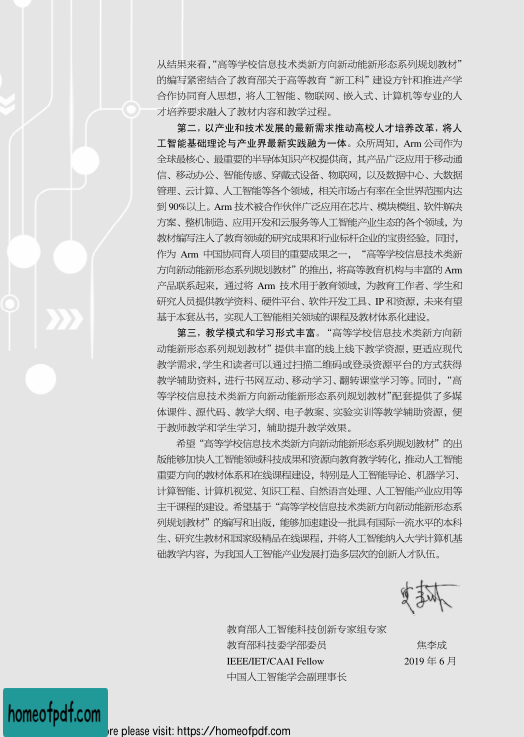 从结果来看，“高等学校信息技术类新方向新动能新形态系列规划教材”
的编写紧密结合了教育部关于高等教育“新工科”建设方针和推进产学
合作协同育人思想，将人工智能、物联网、嵌入式、计算机等专业的人
才培养要求融入了教材内容和教学过程。
第二，以产业和技术发展的最新需求推动高校人才培养改革，将人
工智能基础理论与产业界最新实践融为一体。众所周知，Arm公司作为
全球最核心、最重要的半导体知识产权提供商，其产品广泛应用于移动通
信、移动办公、智能传感、穿戴式设备、物联网，以及数据中心、大数据
管理、云计算、人工智能等各个领域，相关市场占有率在全世界范围内达
到90%以上。Arm技术被合作伙伴广泛应用在芯片、模块模组、软件解决
方案、整机制造、应用开发和云服务等人工智能产业生态的各个领域，为
教材编写注入了教育领域的研究成果和行业标杆企业的宝贵经验。同时，
作为 Arm 中国协同育人项目的重要成果之一，“高等学校信息技术类新
方向新动能新形态系列规划教材”的推出，将高等教育机构与丰富的 Arm
产品联系起来，通过将 Arm 技术用于教育领域，为教育工作者、学生和
研究人员提供教学资料、硬件平台、软件开发工具、IP和资源，未来有望
基于本套丛书，实现人工智能相关领域的课程及教材体系化建设。
第三，教学模式和学习形式丰富。“高等学校信息技术类新方向新
动能新形态系列规划教材”提供丰富的线上线下教学资源，更适应现代
教学需求，学生和读者可以通过扫描二维码或登录资源平台的方式获得
教学辅助资料，进行书网互动、移动学习、翻转课堂学习等。同时，“高
等学校信息技术类新方向新动能新形态系列规划教材”配套提供了多媒
体课件、源代码、教学大纲、电子教案、实验实训等教学辅助资源，便
于教师教学和学生学习，辅助提升教学效果。
希望“高等学校信息技术类新方向新动能新形态系列规划教材”的出
版能够加快人工智能领域科技成果和资源向教育教学转化，推动人工智能
重要方向的教材体系和在线课程建设，特别是人工智能导论、机器学习、
计算智能、计算机视觉、知识工程、自然语言处理、人工智能产业应用等
主干课程的建设。希望基于“高等学校信息技术类新方向新动能新形态系
列规划教材”的编写和出版，能够加速建设一批具有国际一流水平的本科
生、研究生教材和国家级精品在线课程，并将人工智能纳入大学计算机基
础教学内容，为我国人工智能产业发展打造多层次的创新人才队伍。
教育部人工智能科技创新专家组专家
教育部科技委学部委员 焦李成
IEEE/IET/CAAI Fellow 2019 年 6 月
中国人工智能学会副理事长
homeofpdf.com
re please visit: https://homeofpdf.com